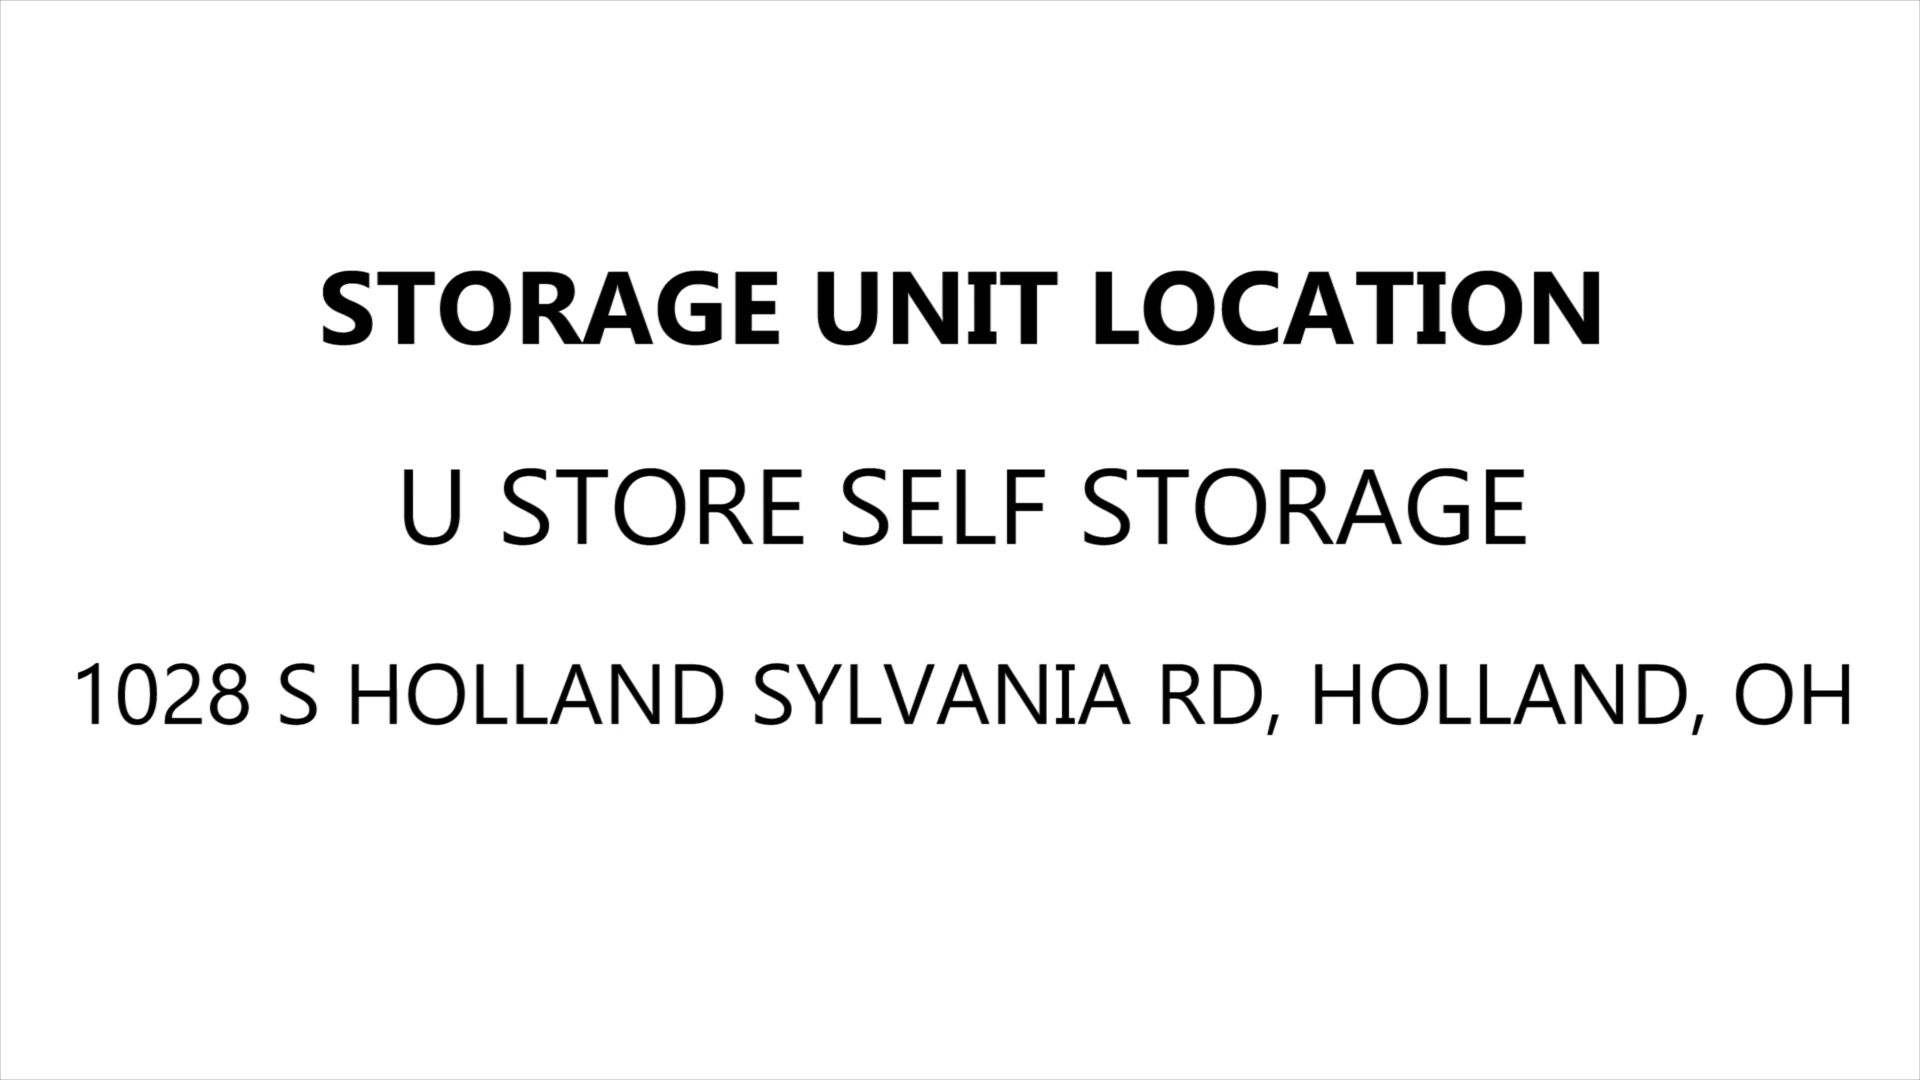 STORAGE UNIT LOCATION
U STORE SELF STORAGE
1028 S HOLLAND SYLVANIA RD, HOLLAND, OH